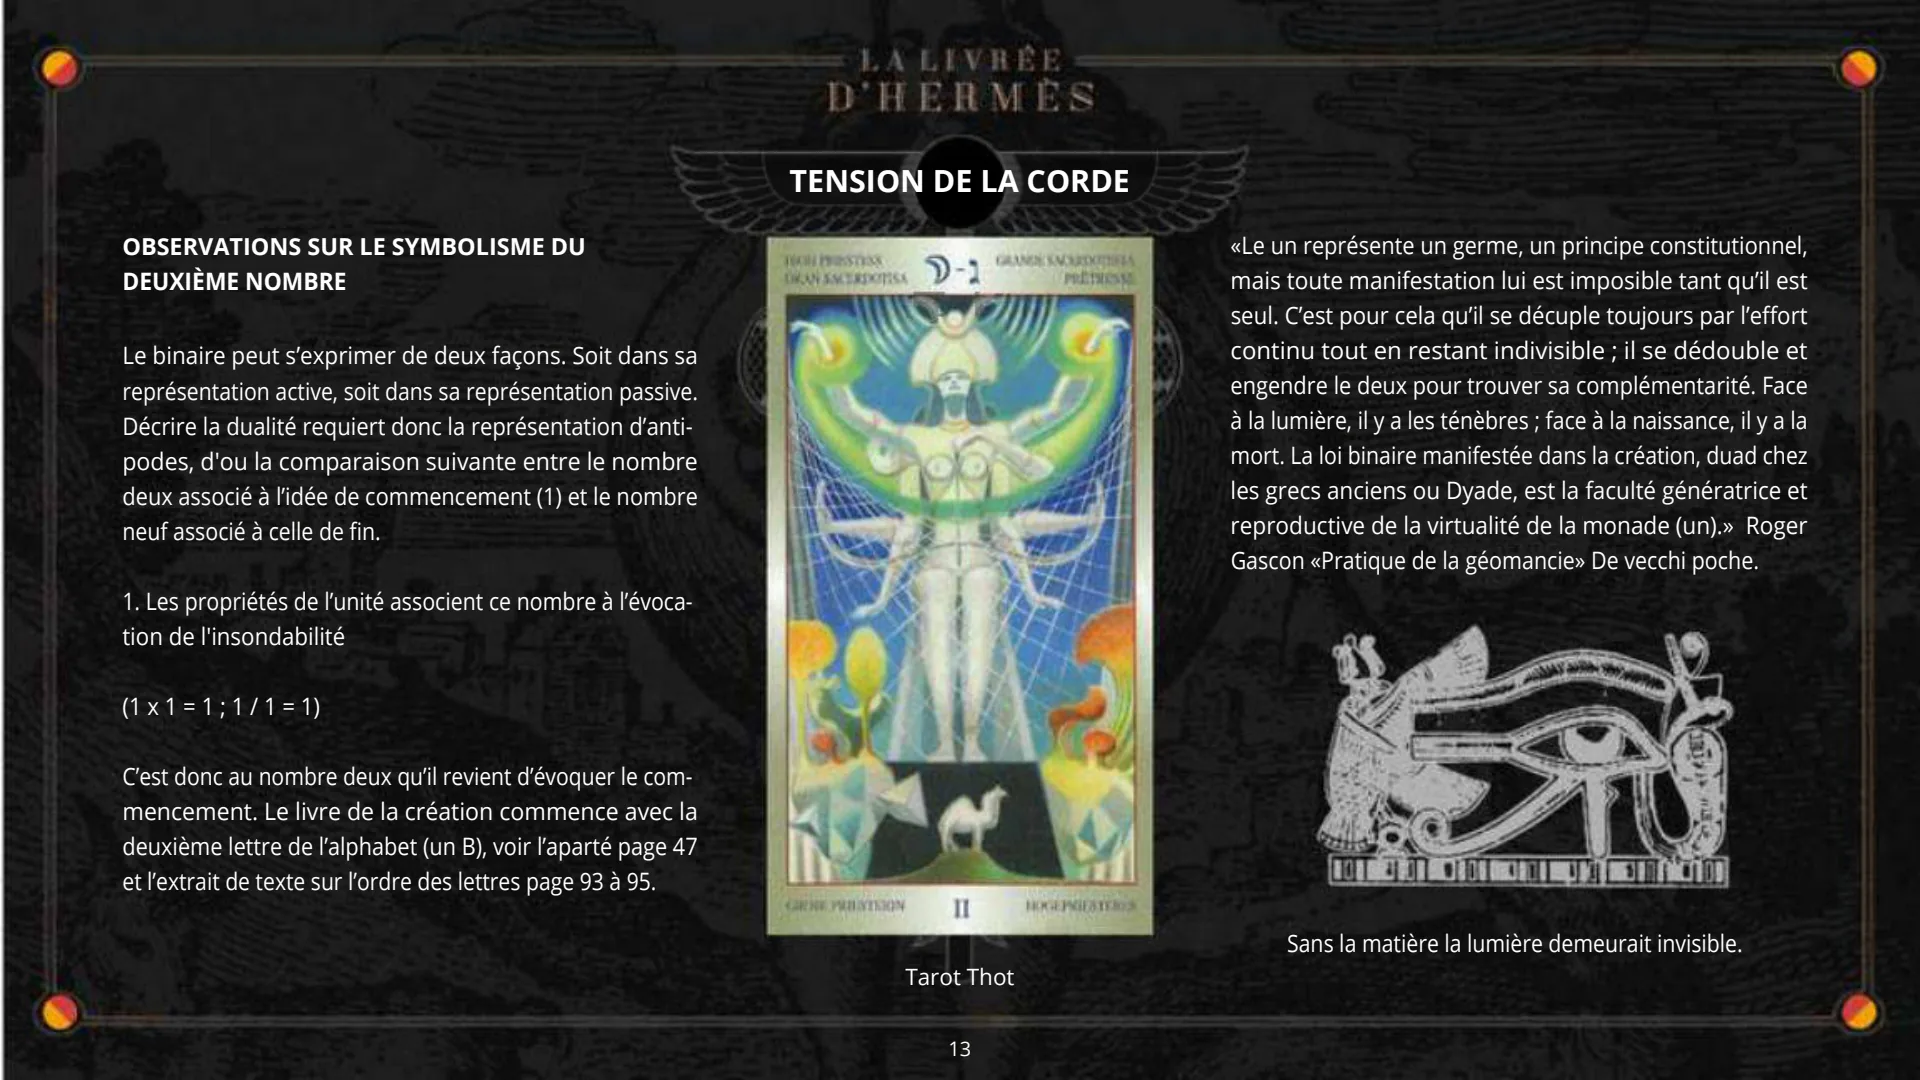 LA LIVRÉE
D'HERMÈS
TENSION DE LA CORDE
OBSERVATIONS SUR LE SYMBOLISME DU
DEUXIÈME NOMBRE
Le binaire peut s’exprimer de deux façons. Soit dans sa
représentation active, soit dans sa représentation passive.
Décrire la dualité requiert donc la représentation d’anti-
podes, d'ou la comparaison suivante entre le nombre
deux associé à l’idée de commencement (1) et le nombre
neuf associé à celle de fin.
1. Les propriétés de l’unité associent ce nombre à l’évoca-
tion de l'insondabilité
(1 x 1 = 1 ; 1 / 1 = 1)
C’est donc au nombre deux qu’il revient d’évoquer le com-
mencement. Le livre de la création commence avec la
deuxième lettre de l’alphabet (un B), voir l’aparté page 47
et l’extrait de texte sur l’ordre des lettres page 93 à 95.
HIGH PRIESTESS
GRAN SACERDOTISA
GRANDE SACERDOTESSA
PRÊTRESSE
II
Tarot Thot
«Le un représente un germe, un principe constitutionnel,
mais toute manifestation lui est imposible tant qu’il est
seul. C’est pour cela qu’il se décuple toujours par l’effort
continu tout en restant indivisible ; il se dédouble et
engendre le deux pour trouver sa complémentarité. Face
à la lumière, il y a les ténèbres ; face à la naissance, il y a la
mort. La loi binaire manifestée dans la création, duad chez
les grecs anciens ou Dyade, est la faculté génératrice et
reproductive de la virtualité de la monade (un).» Roger
Gascon «Pratique de la géomancie» De vecchi poche.
Sans la matière la lumière demeurait invisible.
13